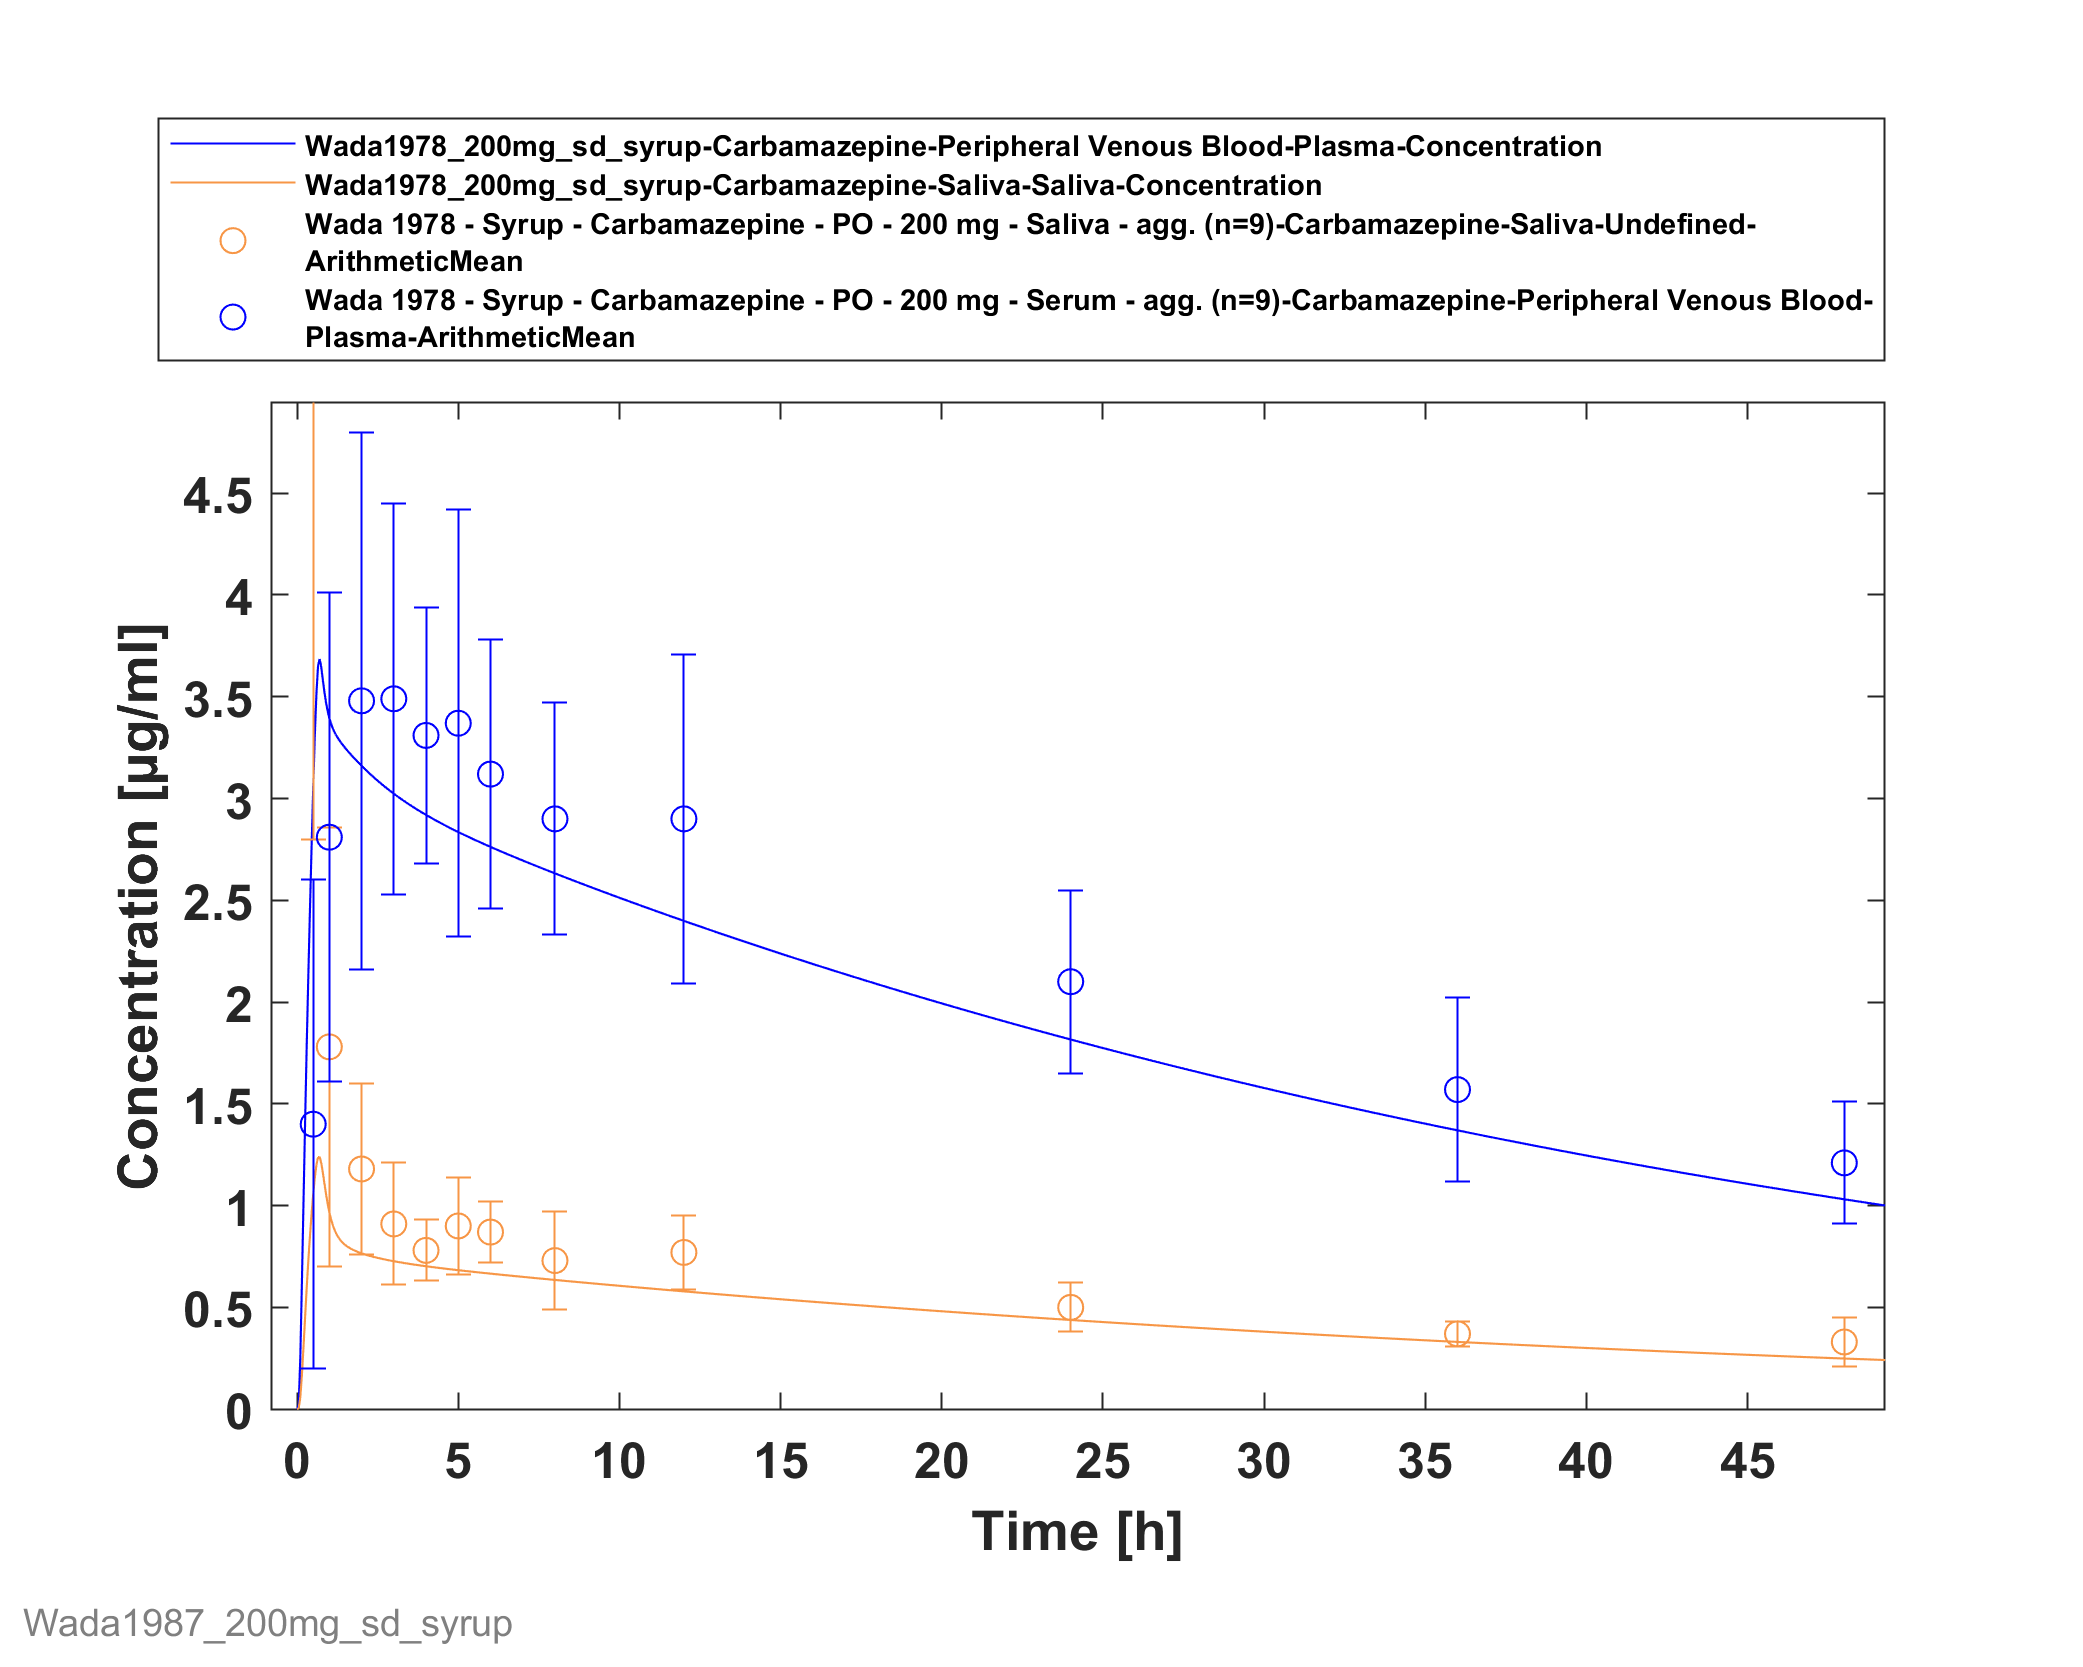 Wada1978_200mg_sd_syrup-Carbamazepine-Peripheral Venous Blood-Plasma-Concentration
Wada1978_200mg_sd_syrup-Carbamazepine-Saliva-Saliva-Concentration
Wada 1978 - Syrup - Carbamazepine - PO - 200 mg - Saliva - agg. (n=9)-Carbamazepine-Saliva-Undefined-
ArithmeticMean
Wada 1978 - Syrup - Carbamazepine - PO - 200 mg - Serum - agg. (n=9)-Carbamazepine-Peripheral Venous Blood-
Plasma-ArithmeticMean
Concentration [µg/ml]
4.5
4
3.5
3
2.5
2
1.5
1
0.5
0
0 5 10 15 20 25 30 35 40 45
Time [h]
Wada1987_200mg_sd_syrup